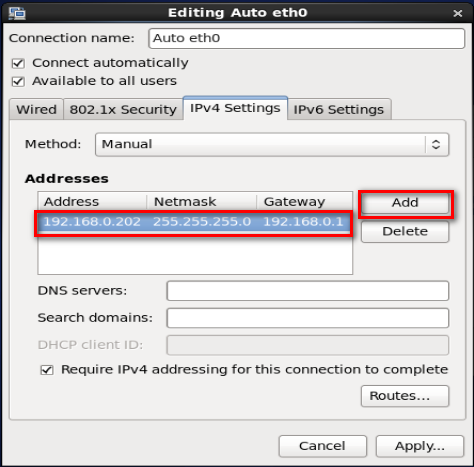 Editing Auto eth0
Connection name: Auto eth0
Connect automatically
Available to all users
Wired 802.1x Security IPv4 Settings IPv6 Settings
Method: Manual
Addresses
Address Netmask Gateway Add
192.168.0.202 255.255.255.0 192.168.0.1
Delete
DNS servers:
Search domains:
DHCP client ID:
Require IPv4 addressing for this connection to complete
Routes...
Cancel Apply...